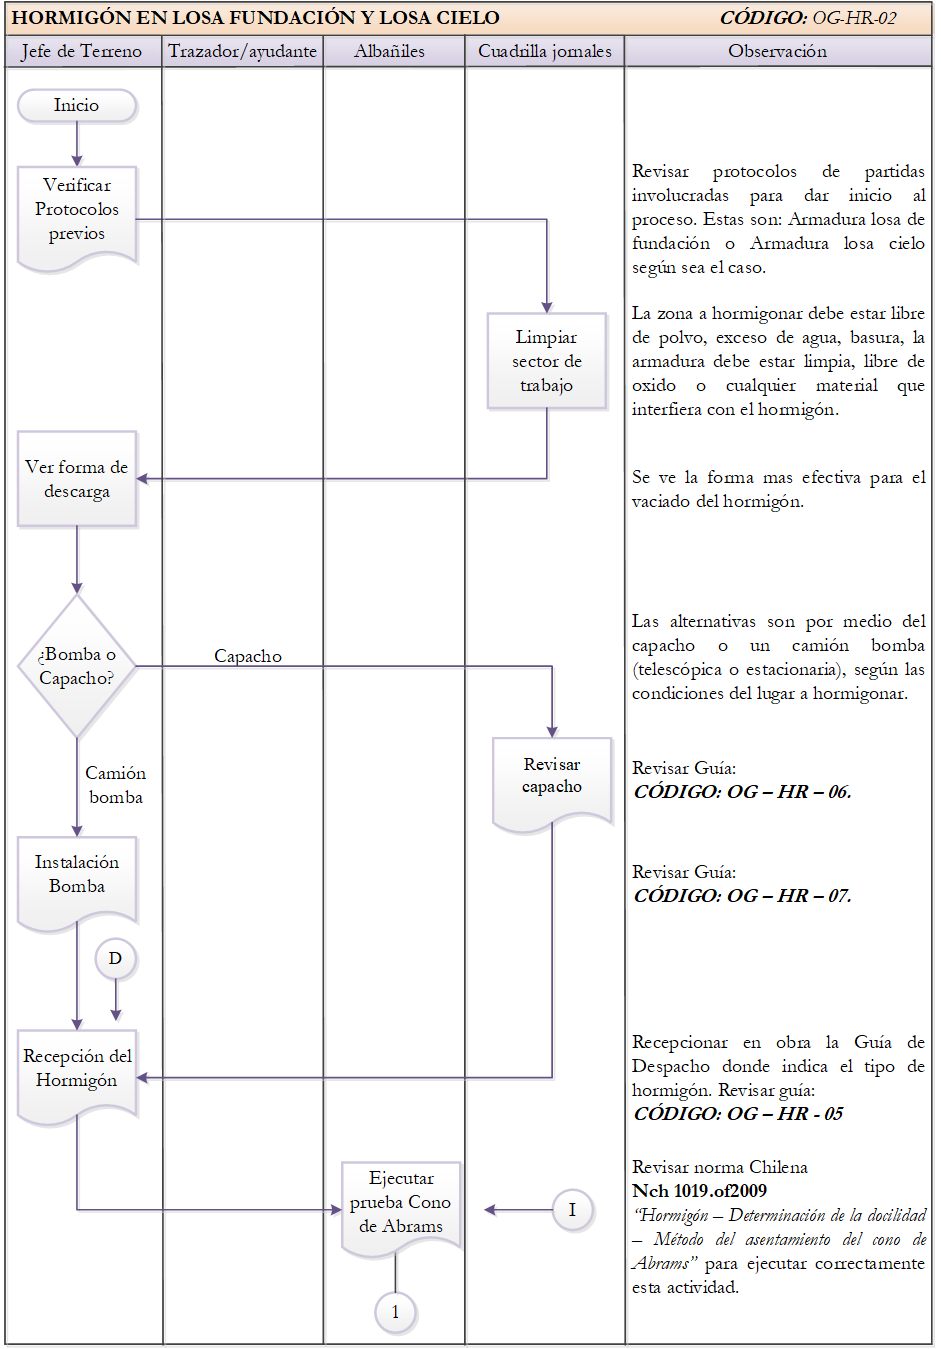 HORMIGÓN EN LOSA FUNDACIÓN Y LOSA CIELO CÓDIGO: OG-HR-02
Jefe de Terreno Trazador/ayudante Albañiles Cuadrilla jornales Observación
Inicio
Verificar
Protocolos
previos
Revisar protocolos de partidas
involucradas para dar inicio al
proceso. Estas son: Armadura losa de
fundación o Armadura losa cielo
según sea el caso.
Limpiar
sector de
trabajo
La zona a hormigonar debe estar libre
de polvo, exceso de agua, basura, la
armadura debe estar limpia, libre de
oxido o cualquier material que
interfiera con el hormigón.
Ver forma de
descarga
Se ve la forma mas efectiva para el
vaciado del hormigón.
¿Bomba o
Capacho?
Capacho
Las alternativas son por medio del
capacho o un camión bomba
(telescópica o estacionaria), según las
condiciones del lugar a hormigonar.
Camión
bomba
Revisar
capacho
Revisar Guía:
CÓDIGO: OG – HR – 06.
Instalación
Bomba
Revisar Guía:
CÓDIGO: OG – HR – 07.
D
Recepción del
Hormigón
Recepcionar en obra la Guía de
Despacho donde indica el tipo de
hormigón. Revisar guía:
CÓDIGO: OG – HR - 05
Ejecutar
prueba Cono
de Abrams
I
Revisar norma Chilena
Nch 1019.of2009
“Hormigón – Determinación de la docilidad
– Método del asentamiento del cono de
Abrams” para ejecutar correctamente
esta actividad.
1